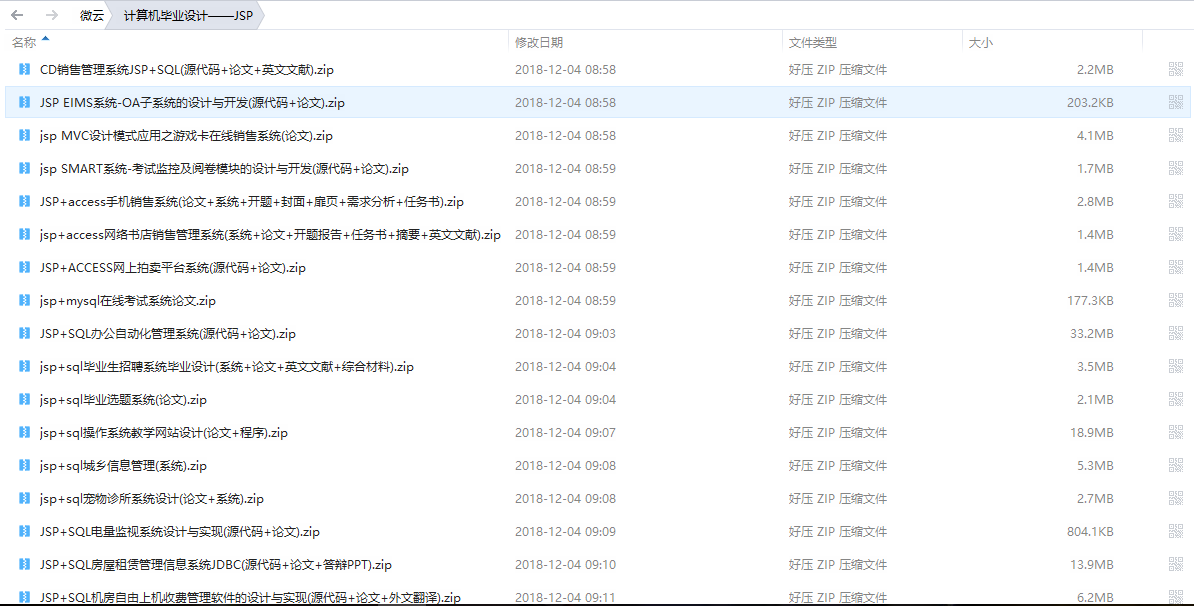 微云 计算机毕业设计——JSP
名称 修改日期 文件类型 大小
CD销售管理系统JSP+SQL(源代码+论文+英文文献).zip 2018-12-04 08:58 好压 ZIP 压缩文件 2.2MB
JSP EIMS系统-OA子系统的设计与开发(源代码+论文).zip 2018-12-04 08:58 好压 ZIP 压缩文件 203.2KB
jsp MVC设计模式应用之游戏卡在线销售系统(论文).zip 2018-12-04 08:58 好压 ZIP 压缩文件 4.1MB
jsp SMART系统-考试监控及阅卷模块的设计与开发(源代码+论文).zip 2018-12-04 08:59 好压 ZIP 压缩文件 1.7MB
JSP+access手机销售系统(论文+系统+开题+封面+扉页+需求分析+任务书).zip 2018-12-04 08:59 好压 ZIP 压缩文件 2.8MB
jsp+access网络书店销售管理系统(系统+论文+开题报告+任务书+摘要+英文文献).zip 2018-12-04 08:59 好压 ZIP 压缩文件 1.4MB
JSP+ACCESS网上拍卖平台系统(源代码+论文).zip 2018-12-04 08:59 好压 ZIP 压缩文件 1.4MB
jsp+mysql在线考试系统论文.zip 2018-12-04 08:59 好压 ZIP 压缩文件 177.3KB
JSP+SQL办公自动化管理系统(源代码+论文).zip 2018-12-04 09:03 好压 ZIP 压缩文件 33.2MB
jsp+sql毕业生招聘系统毕业设计(系统+论文+英文文献+综合材料).zip 2018-12-04 09:04 好压 ZIP 压缩文件 3.5MB
jsp+sql毕业选题系统(论文).zip 2018-12-04 09:04 好压 ZIP 压缩文件 2.1MB
jsp+sql操作系统教学网站设计(论文+程序).zip 2018-12-04 09:07 好压 ZIP 压缩文件 18.9MB
jsp+sql城乡信息管理(系统).zip 2018-12-04 09:08 好压 ZIP 压缩文件 5.3MB
jsp+sql宠物诊所系统设计(论文+系统).zip 2018-12-04 09:08 好压 ZIP 压缩文件 2.7MB
JSP+SQL电量监视系统设计与实现(源代码+论文).zip 2018-12-04 09:09 好压 ZIP 压缩文件 804.1KB
JSP+SQL房屋租赁管理信息系统JDBC(源代码+论文+答辩PPT).zip 2018-12-04 09:10 好压 ZIP 压缩文件 13.9MB
JSP+SQL机房自由上机收费管理软件的设计与实现(源代码+论文+外文翻译).zip 2018-12-04 09:11 好压 ZIP 压缩文件 6.2MB